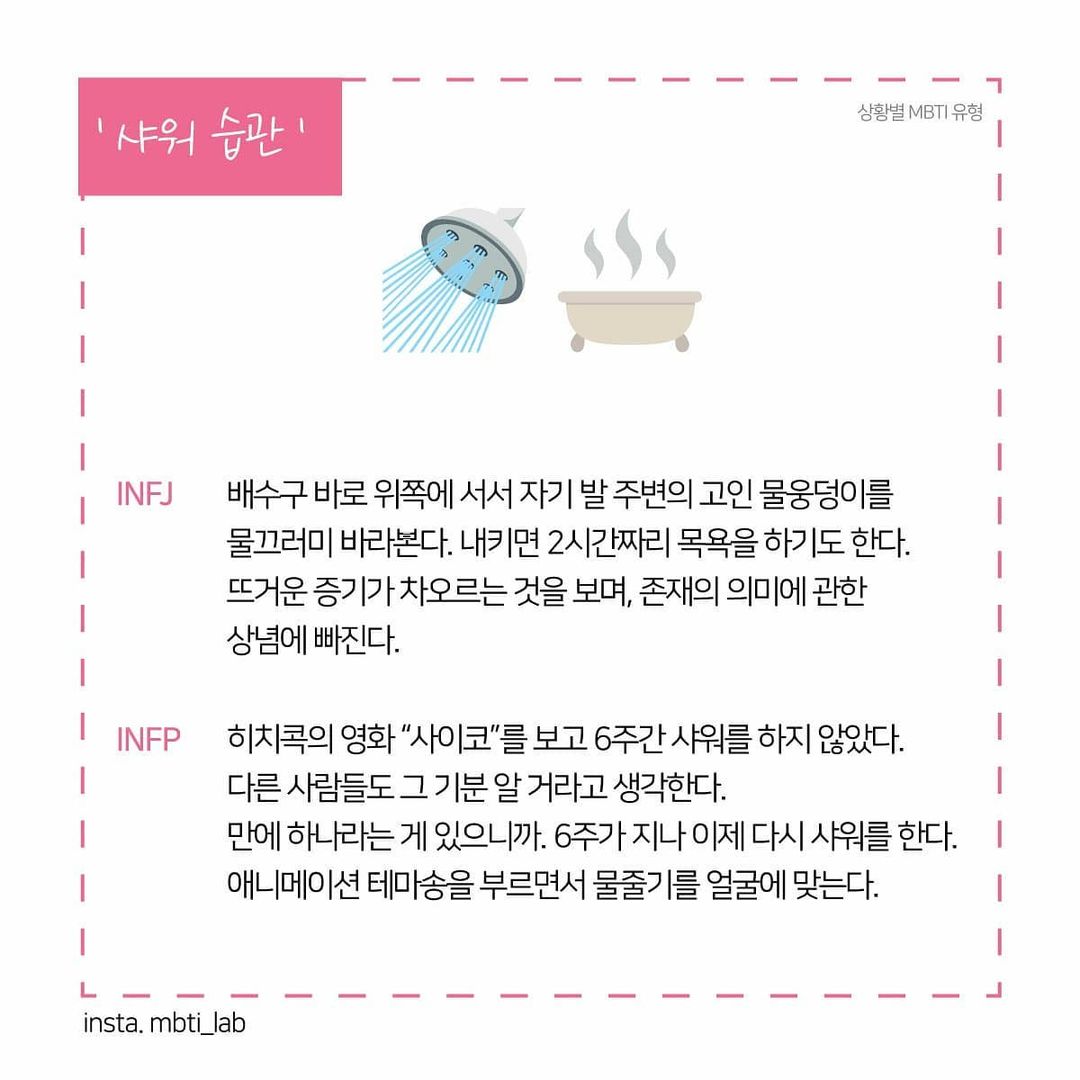 '샤워 습관'
상황별 MBTI 유형
INFJ 배수구 바로 위쪽에 서서 자기 발 주변의 고인 물웅덩이를
물끄러미 바라본다. 내키면 2시간짜리 목욕을 하기도 한다.
뜨거운 증기가 차오르는 것을 보며, 존재의 의미에 관한
상념에 빠진다.
INFP 히치콕의 영화 “사이코”를 보고 6주간 샤워를 하지 않았다.
다른 사람들도 그 기분 알 거라고 생각한다.
만에 하나라는 게 있으니까. 6주가 지나 이제 다시 샤워를 한다.
애니메이션 테마송을 부르면서 물줄기를 얼굴에 맞는다.
insta. mbti_lab